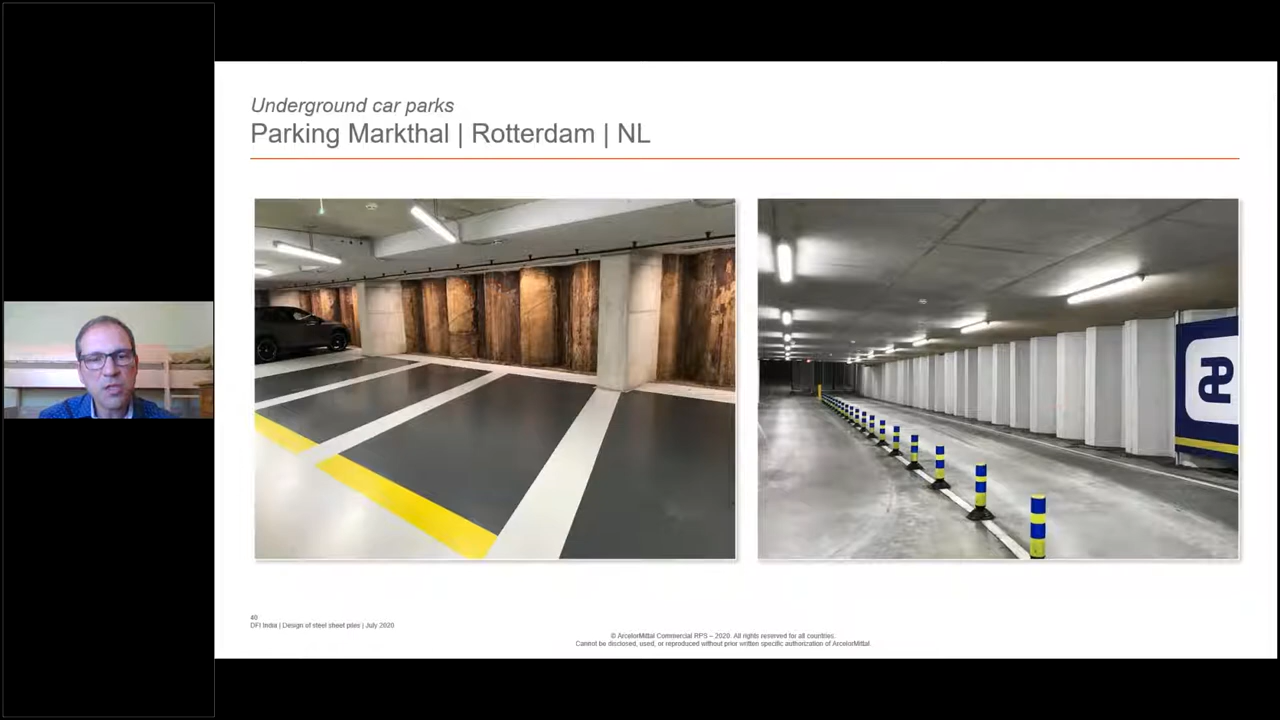 Underground car parks
Parking Markthal | Rotterdam | NL
40
DFI India | Design of steel sheet piles | July 2020
© ArcelorMittal Commercial RPS – 2020. All rights reserved for all countries.
Cannot be disclosed, used, or reproduced without prior written specific authorization of ArcelorMittal.